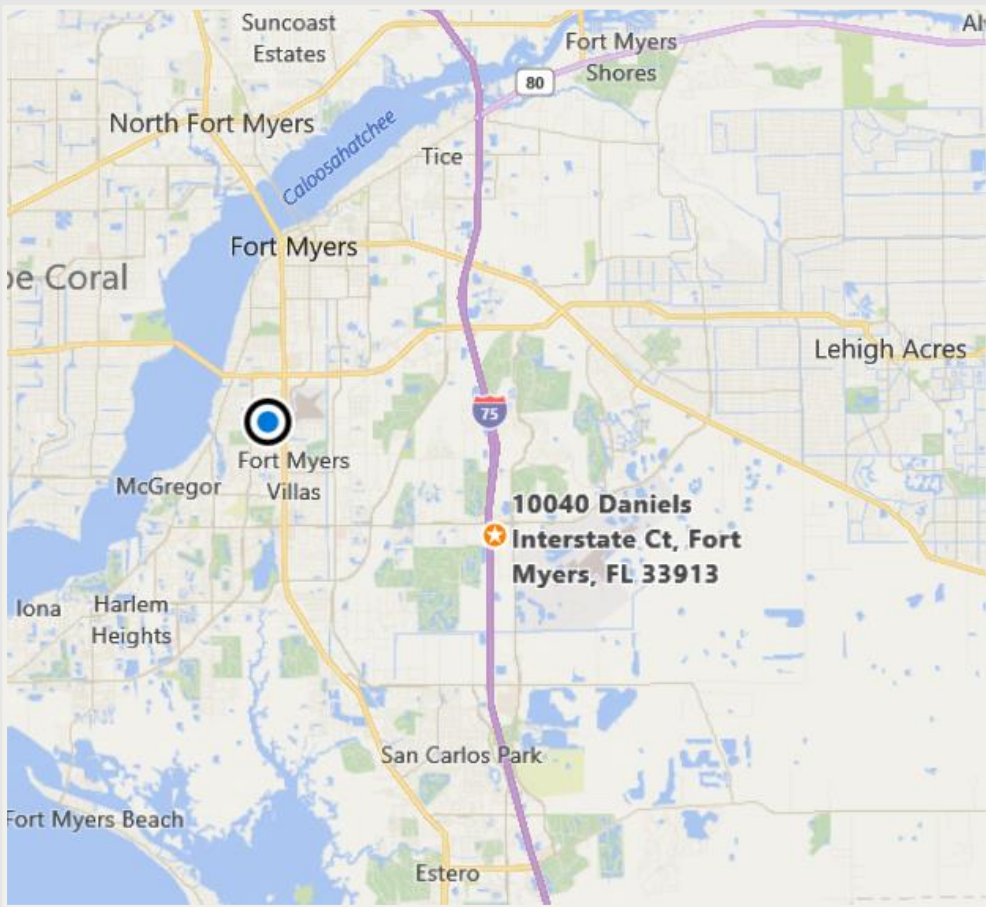 Suncoast
Estates
Al
Fort Myers
Shores
80
North Fort Myers
Caloosahatchee
Tice
Fort Myers
oe Coral
Lehigh Acres
75
Fort Myers
Villas
McGregor
10040 Daniels
Interstate Ct, Fort
Myers, FL 33913
Iona
Harlem
Heights
San Carlos Park
Fort Myers Beach
Estero